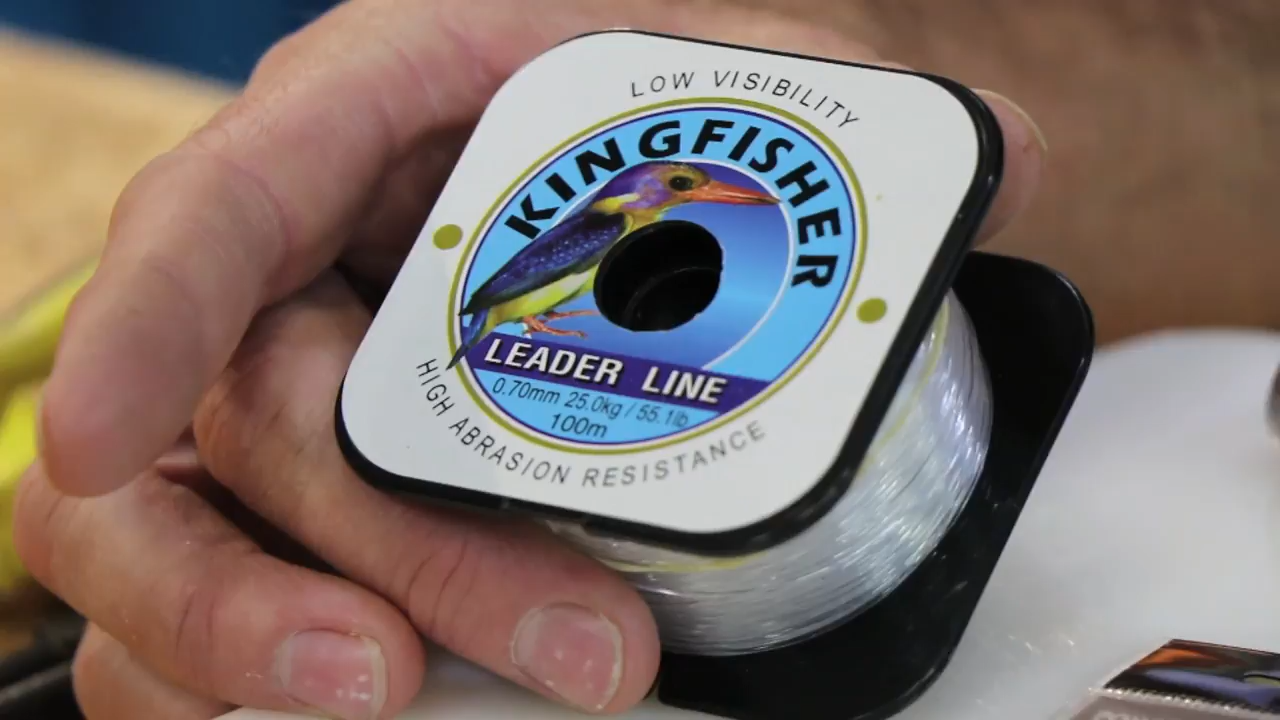 LOW VISIBILITY
KINGFISHER
LEADER LINE
0.70mm 25.0kg / 55.1lb
100m
HIGH ABRASION RESISTANCE